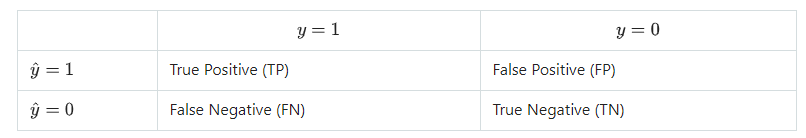 y = 1 y = 0
ŷ = 1 True Positive (TP) False Positive (FP)
ŷ = 0 False Negative (FN) True Negative (TN)